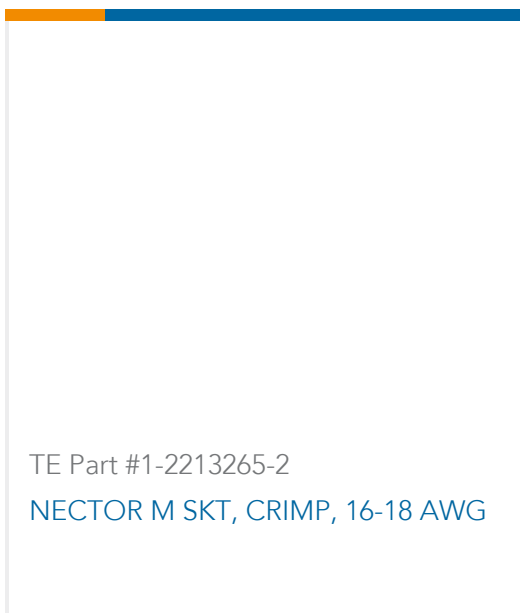 TE Part #1-2213265-2
NECTOR M SKT, CRIMP, 16-18 AWG